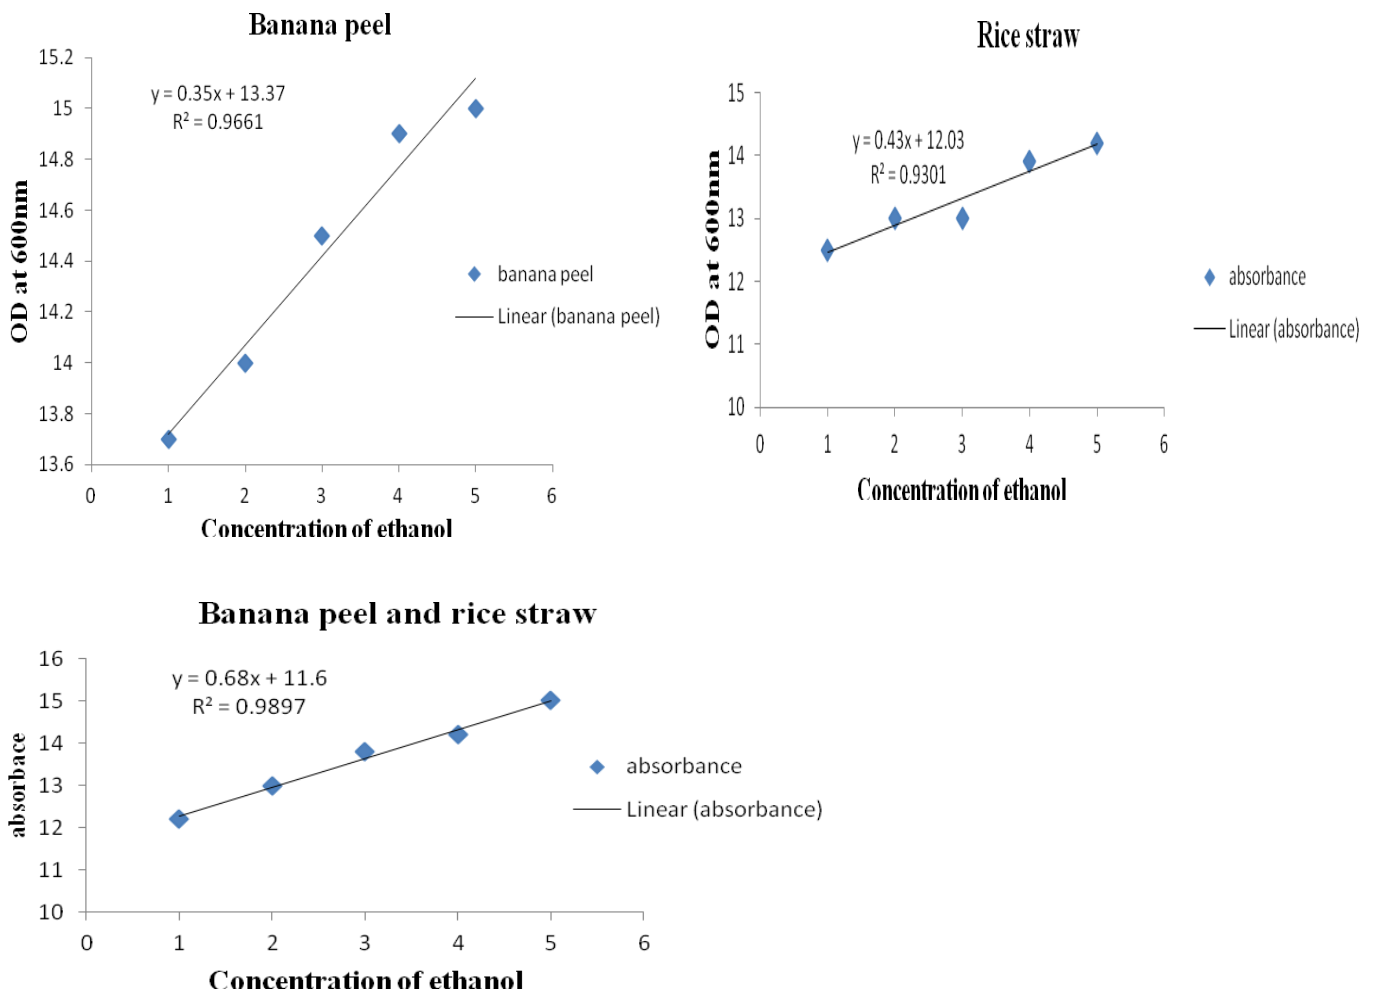 Banana peel
15.2
15
14.8
14.6
14.4
14.2
14
13.8
13.6
y = 0.35x + 13.37
R² = 0.9661
OD at 600nm
banana peel
Linear (banana peel)
0 1 2 3 4 5 6
Concentration of ethanol
Rice straw
15
14
13
12
11
10
y = 0.43x + 12.03
R² = 0.9301
OD at 600nm
absorbance
Linear (absorbance)
0 1 2 3 4 5 6
Concentration of ethanol
Banana peel and rice straw
16
15
14
13
12
11
10
y = 0.68x + 11.6
R² = 0.9897
absorbace
absorbance
Linear (absorbance)
0 1 2 3 4 5 6
Concentration of ethanol